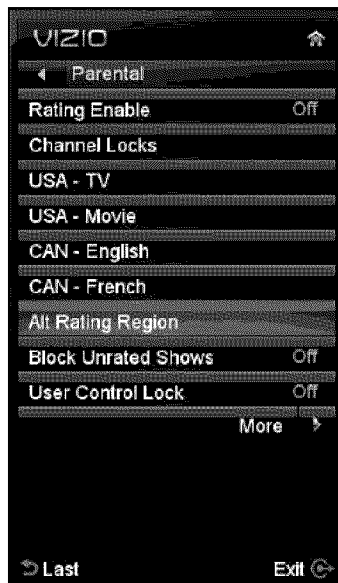 VIZIO
Parental
Rating Enable Off
Channel Locks
USA - TV
USA - Movie
CAN - English
CAN - French
Alt Rating Region
Block Unrated Shows Off
User Control Lock Off
More
Last Exit